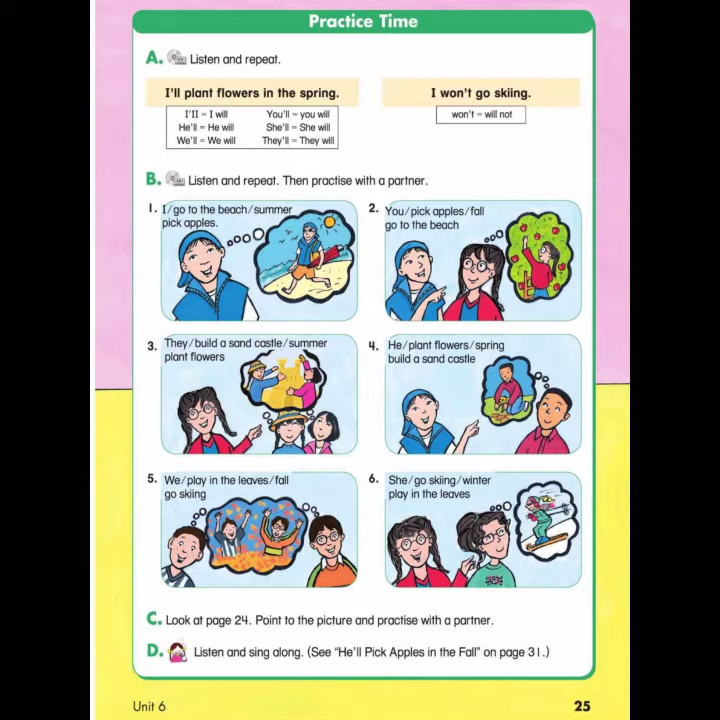 Practice Time
A. Listen and repeat.
I'll plant flowers in the spring.
I'll = I will You'll = you will
He'll = He will She'll = She will
We'll = We will They'll = They will
I won't go skiing.
won't = will not
B. Listen and repeat. Then practise with a partner.
1. I/go to the beach/summer
pick apples.
2. You/pick apples/fall
go to the beach
3. They/build a sand castle/summer
plant flowers
4. He/plant flowers/spring
build a sand castle
5. We/play in the leaves/fall
go skiing
6. She/go skiing/winter
play in the leaves
C. Look at page 24. Point to the picture and practise with a partner.
D. Listen and sing along. (See “He'll Pick Apples in the Fall” on page 31.)
Unit 6
25